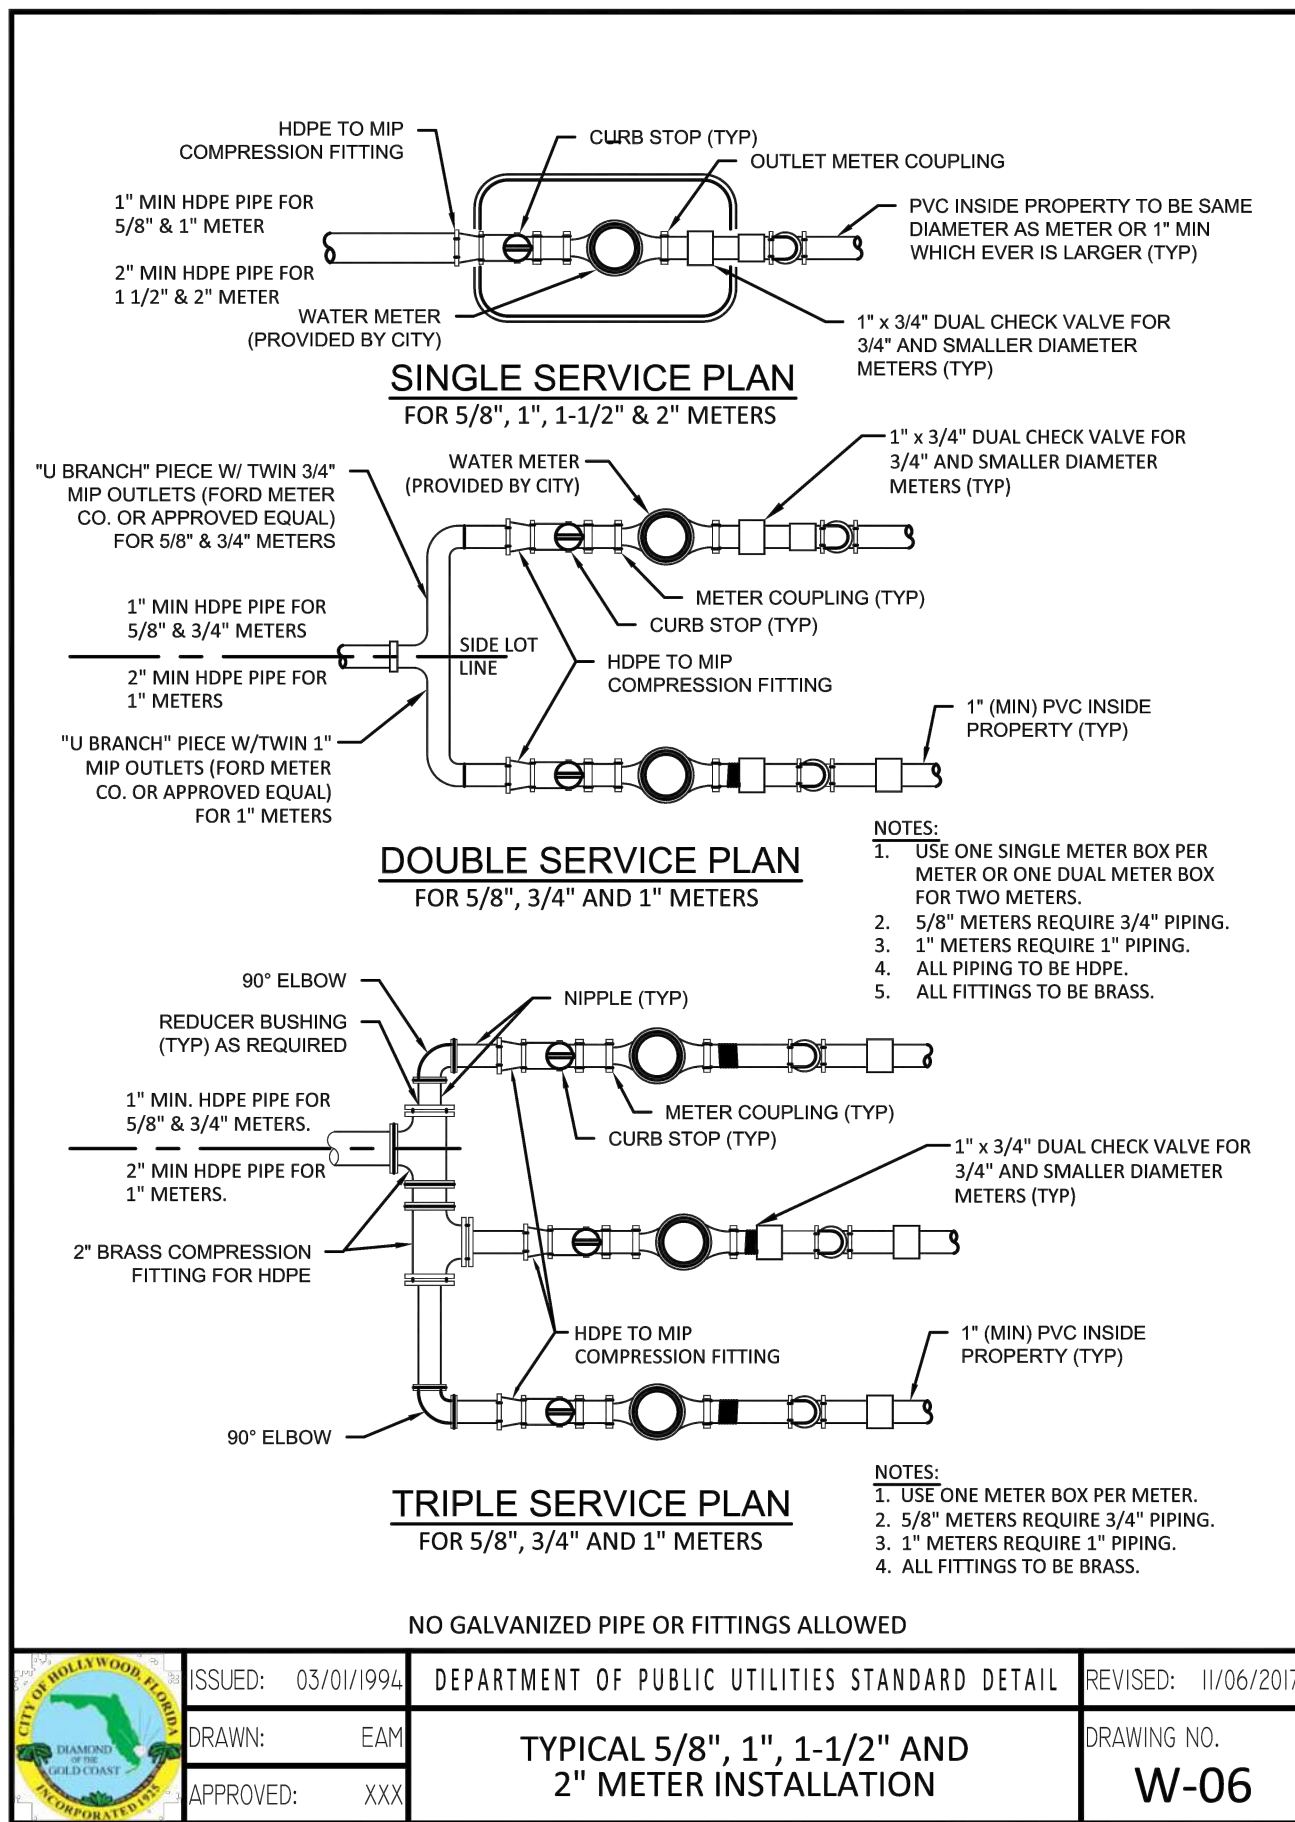 HDPE TO MIP
COMPRESSION FITTING
CURB STOP (TYP)
OUTLET METER COUPLING
1" MIN HDPE PIPE FOR
5/8" & 1" METER
PVC INSIDE PROPERTY TO BE SAME
DIAMETER AS METER OR 1" MIN
WHICH EVER IS LARGER (TYP)
2" MIN HDPE PIPE FOR
1 1/2" & 2" METER
WATER METER
(PROVIDED BY CITY)
1" x 3/4" DUAL CHECK VALVE FOR
3/4" AND SMALLER DIAMETER
METERS (TYP)
SINGLE SERVICE PLAN
FOR 5/8", 1", 1-1/2" & 2" METERS
"U BRANCH" PIECE W/ TWIN 3/4"
MIP OUTLETS (FORD METER
CO. OR APPROVED EQUAL)
FOR 5/8" & 3/4" METERS
WATER METER
(PROVIDED BY CITY)
1" x 3/4" DUAL CHECK VALVE FOR
3/4" AND SMALLER DIAMETER
METERS (TYP)
METER COUPLING (TYP)
CURB STOP (TYP)
1" MIN HDPE PIPE FOR
5/8" & 3/4" METERS
SIDE LOT
LINE
2" MIN HDPE PIPE FOR
1" METERS
HDPE TO MIP
COMPRESSION FITTING
"U BRANCH" PIECE W/TWIN 1"
MIP OUTLETS (FORD METER
CO. OR APPROVED EQUAL)
FOR 1" METERS
1" (MIN) PVC INSIDE
PROPERTY (TYP)
DOUBLE SERVICE PLAN
FOR 5/8", 3/4" AND 1" METERS
NOTES:
1. USE ONE SINGLE METER BOX PER
METER OR ONE DUAL METER BOX
FOR TWO METERS.
2. 5/8" METERS REQUIRE 3/4" PIPING.
3. 1" METERS REQUIRE 1" PIPING.
4. ALL PIPING TO BE HDPE.
5. ALL FITTINGS TO BE BRASS.
90° ELBOW
NIPPLE (TYP)
REDUCER BUSHING
(TYP) AS REQUIRED
1" MIN. HDPE PIPE FOR
5/8" & 3/4" METERS.
METER COUPLING (TYP)
CURB STOP (TYP)
2" MIN HDPE PIPE FOR
1" METERS.
1" x 3/4" DUAL CHECK VALVE FOR
3/4" AND SMALLER DIAMETER
METERS (TYP)
2" BRASS COMPRESSION
FITTING FOR HDPE
HDPE TO MIP
COMPRESSION FITTING
1" (MIN) PVC INSIDE
PROPERTY (TYP)
90° ELBOW
TRIPLE SERVICE PLAN
FOR 5/8", 3/4" AND 1" METERS
NOTES:
1. USE ONE METER BOX PER METER.
2. 5/8" METERS REQUIRE 3/4" PIPING.
3. 1" METERS REQUIRE 1" PIPING.
4. ALL FITTINGS TO BE BRASS.
NO GALVANIZED PIPE OR FITTINGS ALLOWED
CITY OF HOLLYWOOD, FLORIDA
DIAMOND
OF THE
GOLD COAST
INCORPORATED 1925
ISSUED: 03/01/1994
DRAWN: EAM
APPROVED: XXX
DEPARTMENT OF PUBLIC UTILITIES STANDARD DETAIL
TYPICAL 5/8", 1", 1-1/2" AND
2" METER INSTALLATION
REVISED: 11/06/2017
DRAWING NO.
W-06